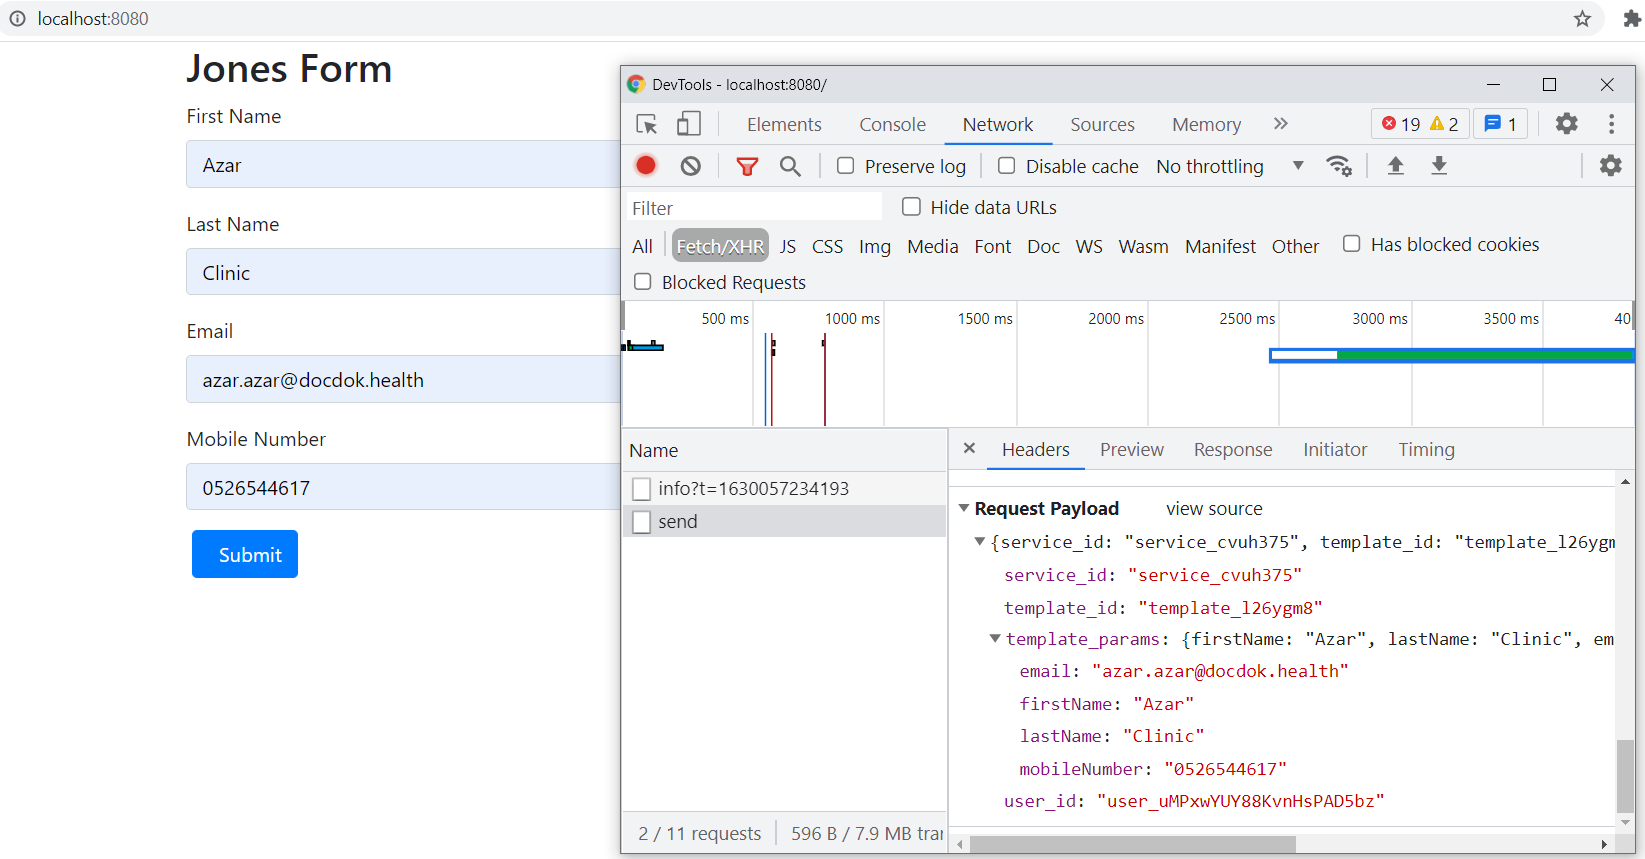 localhost:8080
Jones Form
First Name
Azar
Last Name
Clinic
Email
azar.azar@docdok.health
Mobile Number
0526544617
Submit
DevTools - localhost:8080/
Elements Console Network Sources Memory » 19 2 1
Preserve log Disable cache No throttling
Filter Hide data URLs
All Fetch/XHR JS CSS Img Media Font Doc WS Wasm Manifest Other Has blocked cookies
Blocked Requests
500 ms 1000 ms 1500 ms 2000 ms 2500 ms 3000 ms 3500 ms 40
Name
info?t=1630057234193
send
2 / 11 requests 596 B / 7.9 MB trar
× Headers Preview Response Initiator Timing
Request Payload view source
{service_id: "service_cvuh375", template_id: "template_l26ygm
service_id: "service_cvuh375"
template_id: "template_l26ygm8"
template_params: {firstName: "Azar", lastName: "Clinic", em
email: "azar.azar@docdok.health"
firstName: "Azar"
lastName: "Clinic"
mobileNumber: "0526544617"
user_id: "user_uMPxwYUY88KvnHsPAD5bz"